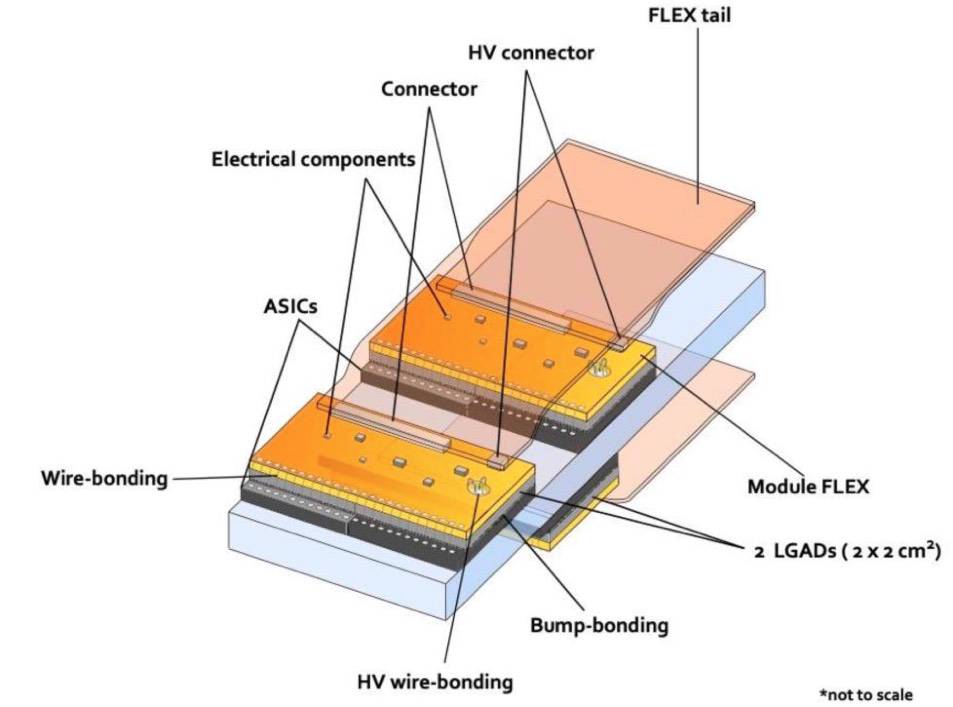 FLEX tail
HV connector
Connector
Electrical components
ASICs
Wire-bonding
Module FLEX
2 LGADs ( 2 x 2 cm²)
Bump-bonding
HV wire-bonding
*not to scale